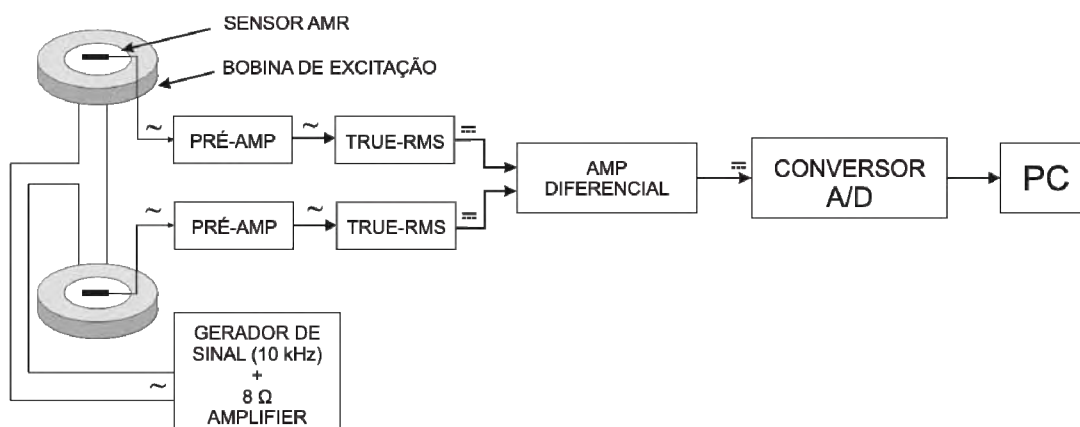 SENSOR AMR
BOBINA DE EXCITAÇÃO
~
PRÉ-AMP
~
TRUE-RMS
AMP
DIFERENCIAL
CONVERSOR
A/D
PC
~
PRÉ-AMP
~
TRUE-RMS
~
GERADOR DE
SINAL (10 kHz)
+
8 Ω
AMPLIFIER